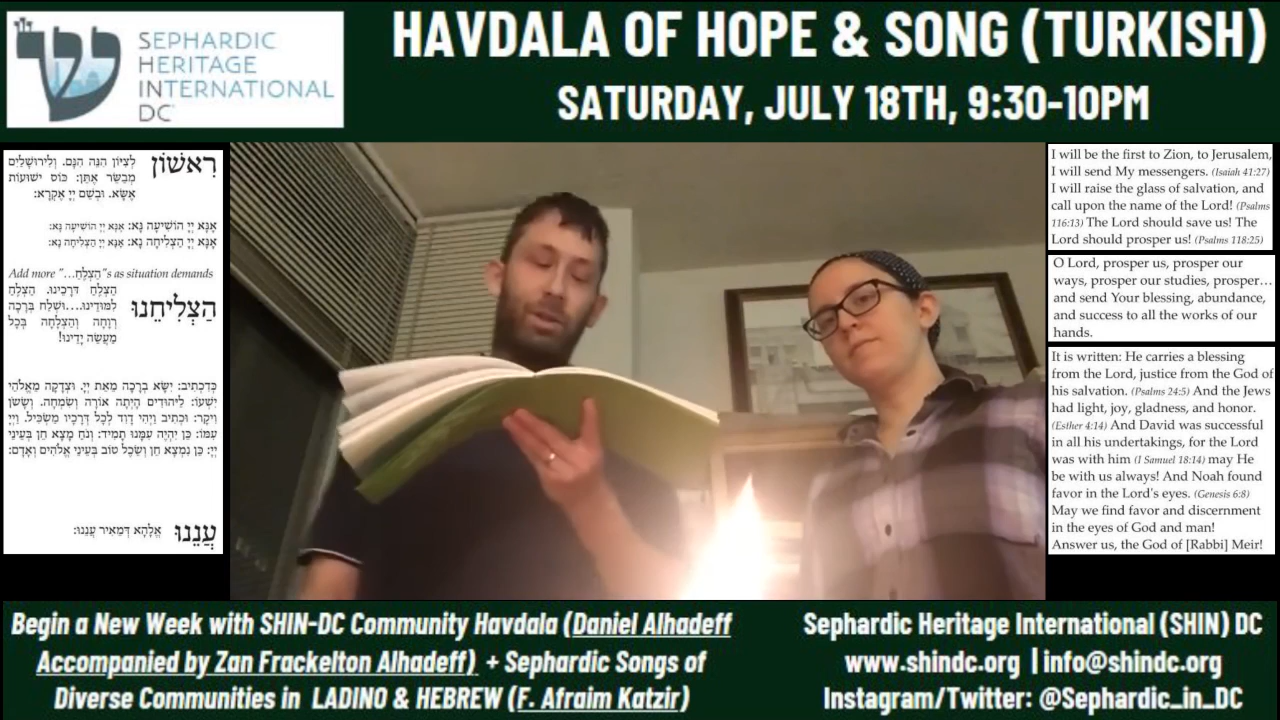 SEPHARDIC
HERITAGE
INTERNATIONAL
DC
HAVDALA OF HOPE & SONG (TURKISH)
SATURDAY, JULY 18TH, 9:30-10PM
רִאשׁוֹן לְצִיּוֹן הִנֵּה הִנָּם. וְלִירוּשָׁלַיִם
מְבַשֵּׂר אֶתֵּן: כּוֹס יְשׁוּעוֹת
אֶשָּׂא. וּבְשֵׁם יְיָ אֶקְרָא:
אָנָּא יְיָ הוֹשִׁיעָה נָּא: אָנָּא יְיָ הוֹשִׁיעָה נָּא:
אָנָּא יְיָ הַצְלִיחָה נָא: אָנָּא יְיָ הַצְלִיחָה נָא:
Add more "…הַצְלַח"s as situation demands
הַצְלִיחֵנוּ הַצְלַח דְּרָכֵינוּ. הַצְלַח
לִמּוּדֵינוּ….וּשְׁלַח בְּרָכָה
רְוָחָה וְהַצְלָחָה בְּכָל
מַעֲשֵׂה יָדֵינוּ!
כְּדִכְתִיב: יִשָּׂא בְרָכָה מֵאֵת יְיָ. וּצְדָקָה מֵאֱלֹהֵי
יִשְׁעוֹ: לַיְּהוּדִים הָיְתָה אוֹרָה וְשִׂמְחָה. וְשָׂשׂן
וִיקָר: וּכְתִיב וַיְהִי דָוִד לְכָל דְּרָכָיו מַשְׂכִּיל. וַייָ
עִמּוֹ: כֵּן יִהְיֶה עִמָּנוּ תָּמִיד: וְנֹחַ מָצָא חֵן בְּעֵינֵי
יְיָ: כֵּן נִמְצָא חֵן וְשֵׂכֶל טוֹב בְּעֵינֵי אֱלֹהִים וְאָדָם:
עֲנֵנוּ אֱלָהָא דְּמֵאִיר עֲנֵנוּ:
I will be the first to Zion, to Jerusalem,
I will send My messengers. (Isaiah 41:27)
I will raise the glass of salvation, and
call upon the name of the Lord! (Psalms
116:13) The Lord should save us! The
Lord should prosper us! (Psalms 118:25)
O Lord, prosper us, prosper our
ways, prosper our studies, prosper…
and send Your blessing, abundance,
and success to all the works of our
hands.
It is written: He carries a blessing
from the Lord, justice from the God of
his salvation. (Psalms 24:5) And the Jews
had light, joy, gladness, and honor.
(Esther 4:14) And David was successful
in all his undertakings, for the Lord
was with him (I Samuel 18:14) may He
be with us always! And Noah found
favor in the Lord's eyes. (Genesis 6:8)
May we find favor and discernment
in the eyes of God and man!
Answer us, the God of [Rabbi] Meir!
Begin a New Week with SHIN-DC Community Havdala (Daniel Alhadeff
Accompanied by Zan Frackelton Alhadeff) + Sephardic Songs of
Diverse Communities in LADINO & HEBREW (F. Afraim Katzir)
Sephardic Heritage International (SHIN) DC
www.shindc.org | info@shindc.org
Instagram/Twitter: @Sephardic_in_DC